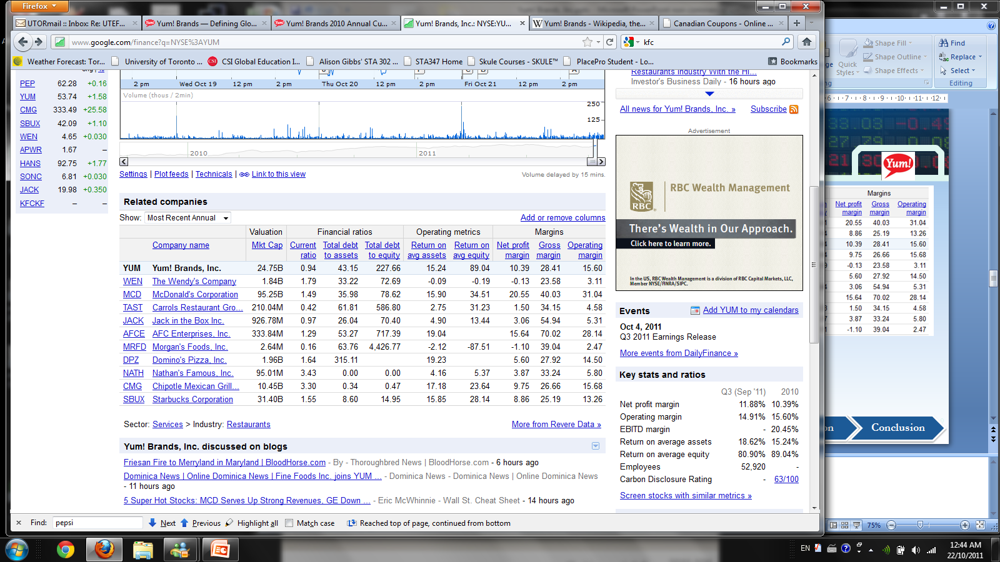 Firefox
UTORmail :: Inbox: Re: UTEF...
Yum! Brands — Defining Glo...
Yum! Brands 2010 Annual Cu...
Yum! Brands, Inc.: NYSE:YU...
Yum! Brands - Wikipedia, the...
Canadian Coupons - Online ...
www.google.com/finance?q=NYSE%3AYUM
kfc
Weather Forecast: Tor...
University of Toronto ...
CSI Global Education I...
Alison Gibbs' STA 302 ...
STA347 Home
Skule Courses - SKULE™
PlacePro Student - Lo...
Bookmarks
PEP 62.28 +0.16
YUM 53.74 +1.58
CMG 333.49 +25.58
SBUX 42.09 +1.10
WEN 4.65 +0.030
APWR 1.67 –
HANS 92.75 +1.77
SONC 6.81 +0.030
JACK 19.98 +0.350
KFCKF – –
2 pm Wed Oct 19 12 pm 2 pm Thu Oct 20 12 pm 2 pm Fri Oct 21 12 pm 2 pm
Volume (thous / 2min)
250
125
2010 2011
Settings | Plot feeds | Technicals | Link to this view
Volume delayed by 15 mins.
Related companies
Show: Most Recent Annual
Add or remove columns
Valuation Financial ratios Operating metrics Margins
Company name Mkt Cap Current ratio Total debt to assets Total debt to equity Return on avg assets Return on avg equity Net profit margin Gross margin Operating margin
YUM Yum! Brands, Inc. 24.75B 0.94 43.15 227.66 15.24 89.04 10.39 28.41 15.60
WEN The Wendy's Company 1.84B 1.79 33.22 72.69 -0.09 -0.19 -0.13 23.58 3.11
MCD McDonald's Corporation 95.25B 1.49 35.98 78.62 15.90 34.51 20.55 40.03 31.04
TAST Carrols Restaurant Gro... 210.04M 0.42 61.81 586.80 2.75 31.23 1.50 34.15 4.58
JACK Jack in the Box Inc. 926.78M 0.97 26.04 70.40 4.90 13.44 3.06 54.94 5.31
AFCE AFC Enterprises, Inc. 333.84M 1.29 53.27 717.39 19.04 15.64 70.02 28.14
MRFD Morgan's Foods, Inc. 2.64M 0.16 63.76 4,426.77 -2.12 -87.51 -1.10 39.04 2.47
DPZ Domino's Pizza, Inc. 1.96B 1.64 315.11 19.23 5.60 27.92 14.50
NATH Nathan's Famous, Inc. 95.01M 3.43 0.00 0.00 4.16 5.37 3.87 33.24 5.80
CMG Chipotle Mexican Grill... 10.45B 3.30 0.34 0.47 17.18 23.64 9.75 26.66 15.68
SBUX Starbucks Corporation 31.40B 1.55 8.60 14.95 15.85 28.14 8.86 25.19 13.26
Sector: Services > Industry: Restaurants
More from Revere Data »
Yum! Brands, Inc. discussed on blogs
Friesan Fire to Merryland in Maryland | BloodHorse.com - By - Thoroughbred News | BloodHorse.com - 6 hours ago
Dominica News | Online Dominica News | Fine Foods Inc. joins YUM ... - Dominica News - Dominica News | Online Dominica News
- 11 hours ago
5 Super Hot Stocks: MCD Serves Up Strong Revenues, GE Down ... - Eric McWhinnie - Wall St. Cheat Sheet - 14 hours ago
Restaurants Industry With the Hi...
Investor's Business Daily - 16 hours ago
All news for Yum! Brands, Inc. »
Subscribe
Advertisement
RBC
RBC Wealth Management
There's Wealth in Our Approach.
Click here to learn more.
In the US, RBC Wealth Management is a division of RBC Capital Markets, LLC,
Member NYSE/FINRA/SIPC.
Events
Add YUM to my calendars
Oct 4, 2011
Q3 2011 Earnings Release
More events from DailyFinance »
Key stats and ratios
Q3 (Sep '11) 2010
Net profit margin 11.88% 10.39%
Operating margin 14.91% 15.60%
EBITD margin - 20.45%
Return on average assets 18.62% 15.24%
Return on average equity 80.90% 89.04%
Employees 52,920 -
Carbon Disclosure Rating - 63/100
Screen stocks with similar metrics »
Find: pepsi
Next
Previous
Highlight all
Match case
Reached top of page, continued from bottom
Quick Styles
Shape Fill
Shape Outline
Shape Effects
Find
Replace
Select
Editing
6 7 8 9 10 11 12
Yum!
Margins
Net profit margin Gross margin Operating margin
20.55 40.03 31.04
8.86 25.19 13.26
10.39 28.41 15.60
9.75 26.66 15.68
-0.13 23.58 3.11
5.60 27.92 14.50
3.06 54.94 5.31
15.64 70.02 28.14
1.50 34.15 4.58
3.87 33.24 5.80
-1.10 39.04 2.47
Conclusion
75%
EN
12:44 AM
22/10/2011